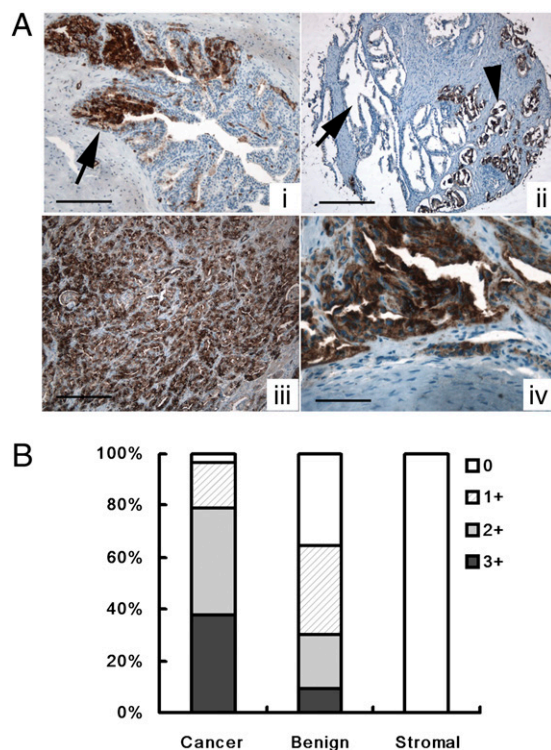 A
i
ii
iii
iv
B
100%
80%
60%
40%
20%
0%
Cancer
Benign
Stromal
0
1+
2+
3+